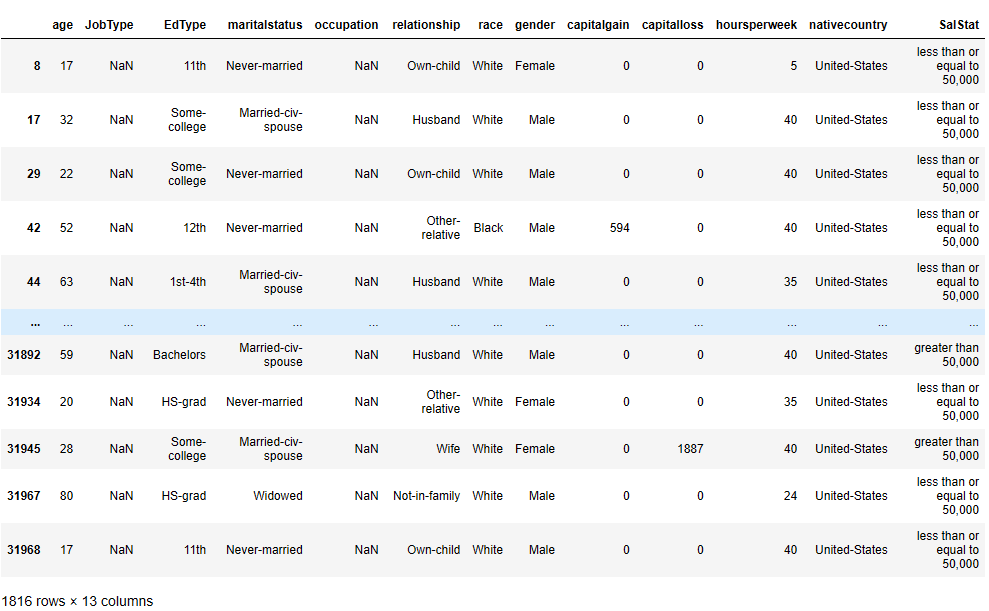 age JobType EdType maritalstatus occupation relationship race gender capitalgain capitalloss hoursperweek nativecountry SalStat
8 17 NaN 11th Never-married NaN Own-child White Female 0 0 5 United-States less than or equal to 50,000
17 32 NaN Some-college Married-civ-spouse NaN Husband White Male 0 0 40 United-States less than or equal to 50,000
29 22 NaN Some-college Never-married NaN Own-child White Male 0 0 40 United-States less than or equal to 50,000
42 52 NaN 12th Never-married NaN Other-relative Black Male 594 0 40 United-States less than or equal to 50,000
44 63 NaN 1st-4th Married-civ-spouse NaN Husband White Male 0 0 35 United-States less than or equal to 50,000
... ... ... ... ... ... ... ... ... ... ... ... ... ...
31892 59 NaN Bachelors Married-civ-spouse NaN Husband White Male 0 0 40 United-States greater than 50,000
31934 20 NaN HS-grad Never-married NaN Other-relative White Female 0 0 35 United-States less than or equal to 50,000
31945 28 NaN Some-college Married-civ-spouse NaN Wife White Female 0 1887 40 United-States greater than 50,000
31967 80 NaN HS-grad Widowed NaN Not-in-family White Male 0 0 24 United-States less than or equal to 50,000
31968 17 NaN 11th Never-married NaN Own-child White Male 0 0 40 United-States less than or equal to 50,000
1816 rows × 13 columns